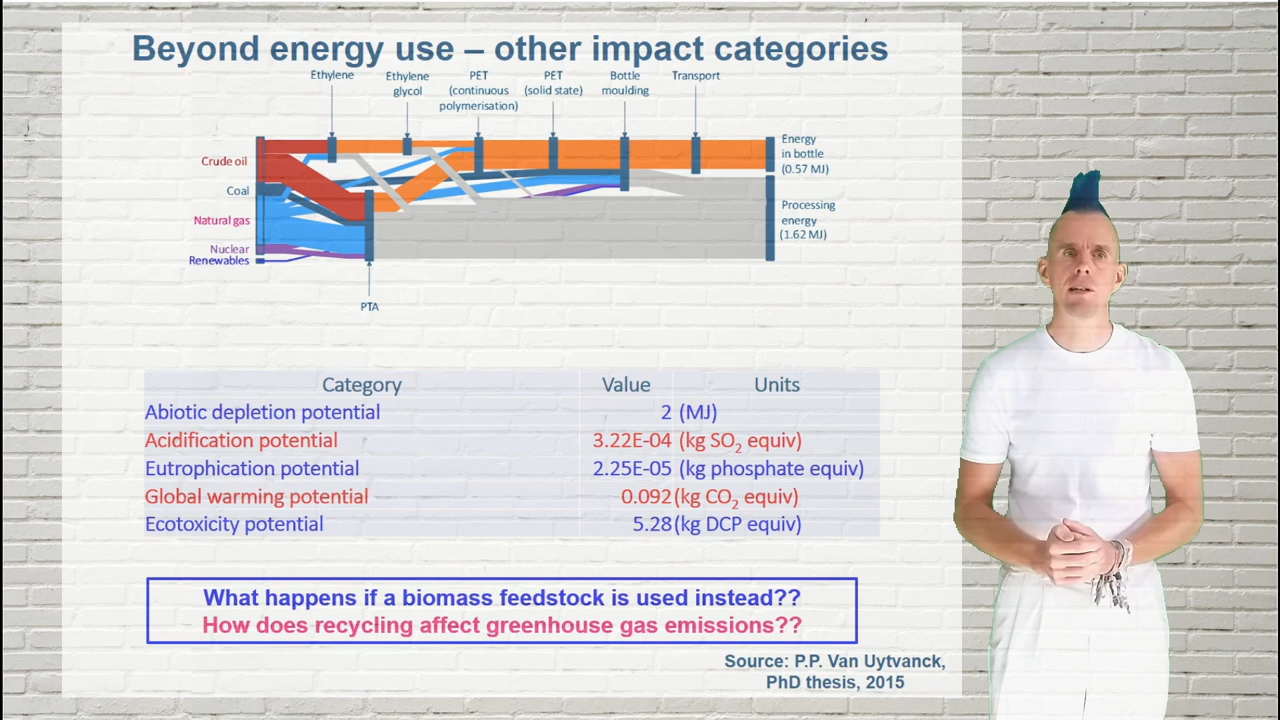 Beyond energy use – other impact categories
Ethylene
Ethylene
glycol
PET
(continuous
polymerisation)
PET
(solid state)
Bottle
moulding
Transport
Crude oil
Coal
Natural gas
Nuclear
Renewables
PTA
Energy
in bottle
(0.57 MJ)
Processing
energy
(1.62 MJ)
Category Value Units
Abiotic depletion potential 2 (MJ)
Acidification potential 3.22E-04 (kg SO2 equiv)
Eutrophication potential 2.25E-05 (kg phosphate equiv)
Global warming potential 0.092 (kg CO2 equiv)
Ecotoxicity potential 5.28 (kg DCP equiv)
What happens if a biomass feedstock is used instead??
How does recycling affect greenhouse gas emissions??
Source: P.P. Van Uytvanck,
PhD thesis, 2015